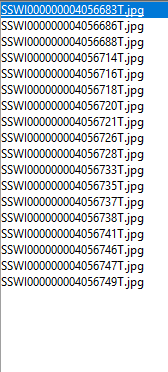 SSWI000000004056683T.jpg
SSWI000000004056686T.jpg
SSWI000000004056688T.jpg
SSWI000000004056714T.jpg
SSWI000000004056716T.jpg
SSWI000000004056718T.jpg
SSWI000000004056720T.jpg
SSWI000000004056721T.jpg
SSWI000000004056726T.jpg
SSWI000000004056728T.jpg
SSWI000000004056733T.jpg
SSWI000000004056735T.jpg
SSWI000000004056737T.jpg
SSWI000000004056738T.jpg
SSWI000000004056741T.jpg
SSWI000000004056746T.jpg
SSWI000000004056747T.jpg
SSWI000000004056749T.jpg